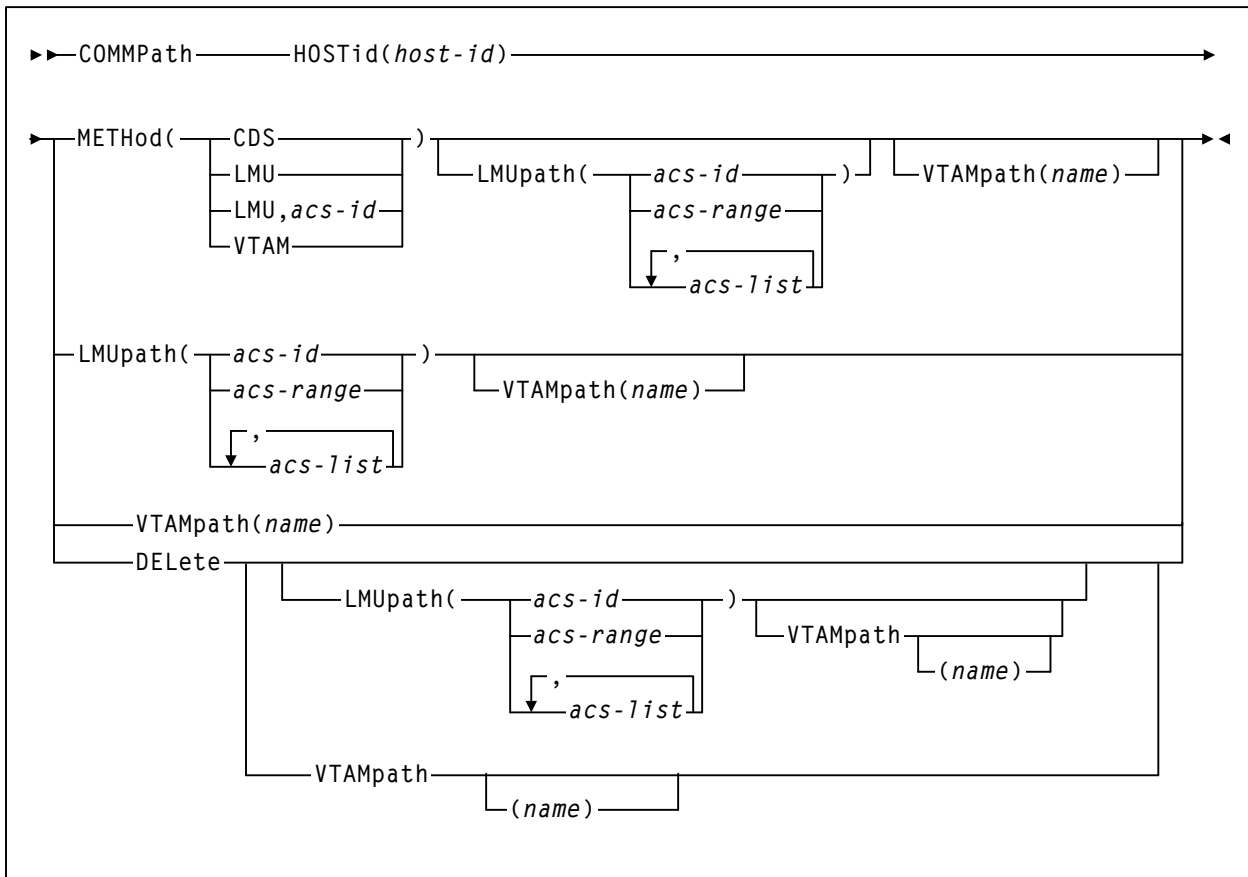 COMMPath HOSTid(host-id)
METHod( CDS ) 
LMU LMUpath( acs-id ) VTAMpath(name)
LMU,acs-id acs-range
VTAM ,
acs-list
LMUpath( acs-id )
acs-range VTAMpath(name)
,
acs-list
VTAMpath(name)
DELete
LMUpath( acs-id )
acs-range VTAMpath
, (name)
acs-list
VTAMpath
(name)